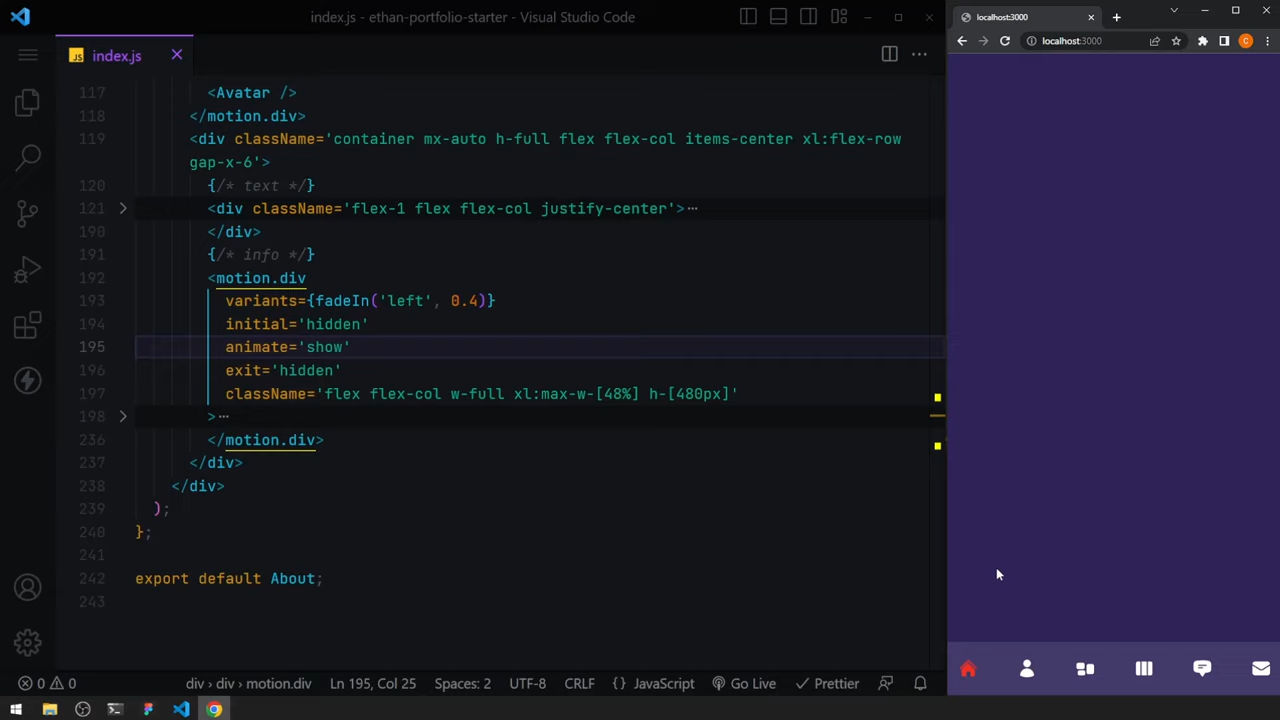 index.js - ethan-portfolio-starter - Visual Studio Code
index.js
117 <Avatar />
118 </motion.div>
119 <div className='container mx-auto h-full flex flex-col items-center xl:flex-row
gap-x-6'>
120 {/* text */}
121 <div className='flex-1 flex flex-col justify-center'>⋯
190 </div>
191 {/* info */}
192 <motion.div
193 variants={fadeIn('left', 0.4)}
194 initial='hidden'
195 animate='show'
196 exit='hidden'
197 className='flex flex-col w-full xl:max-w-[48%] h-[480px]'
198 >⋯
236 </motion.div>
237 </div>
238 </div>
239 );
240 };
241
242 export default About;
243
0 0 div › div › motion.div Ln 195, Col 25 Spaces: 2 UTF-8 CRLF {} JavaScript Go Live Prettier
localhost:3000
localhost:3000
C